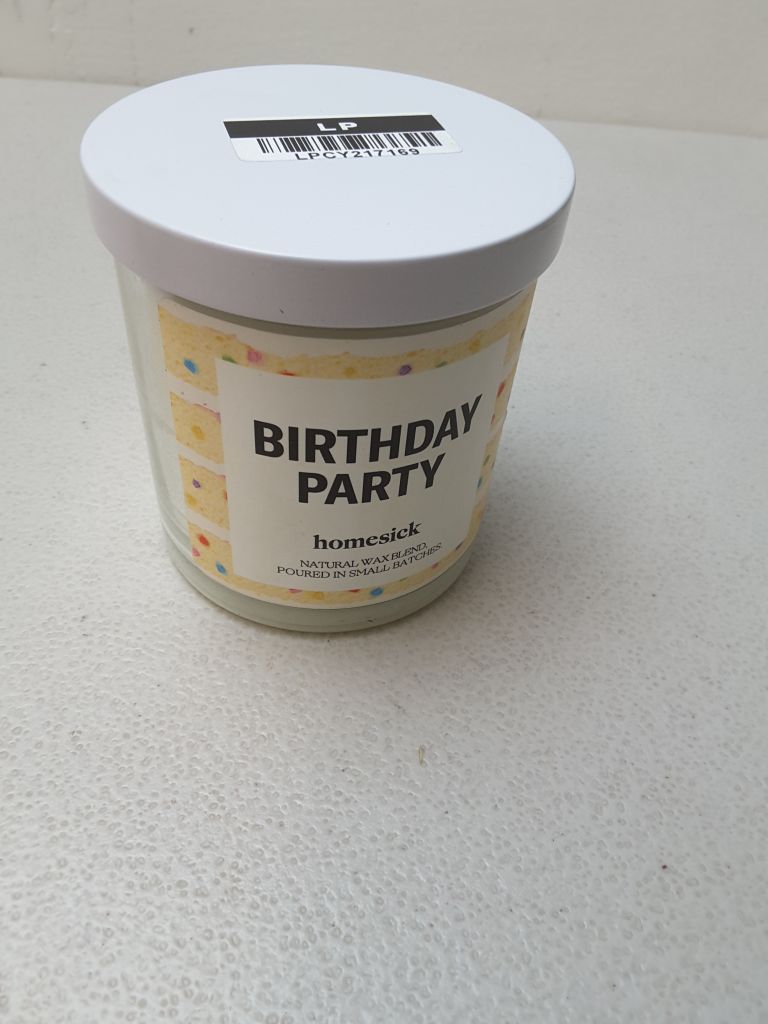 LP
LPCY217169
BIRTHDAY
PARTY
homesick
NATURAL WAX BLEND.
POURED IN SMALL BATCHES.